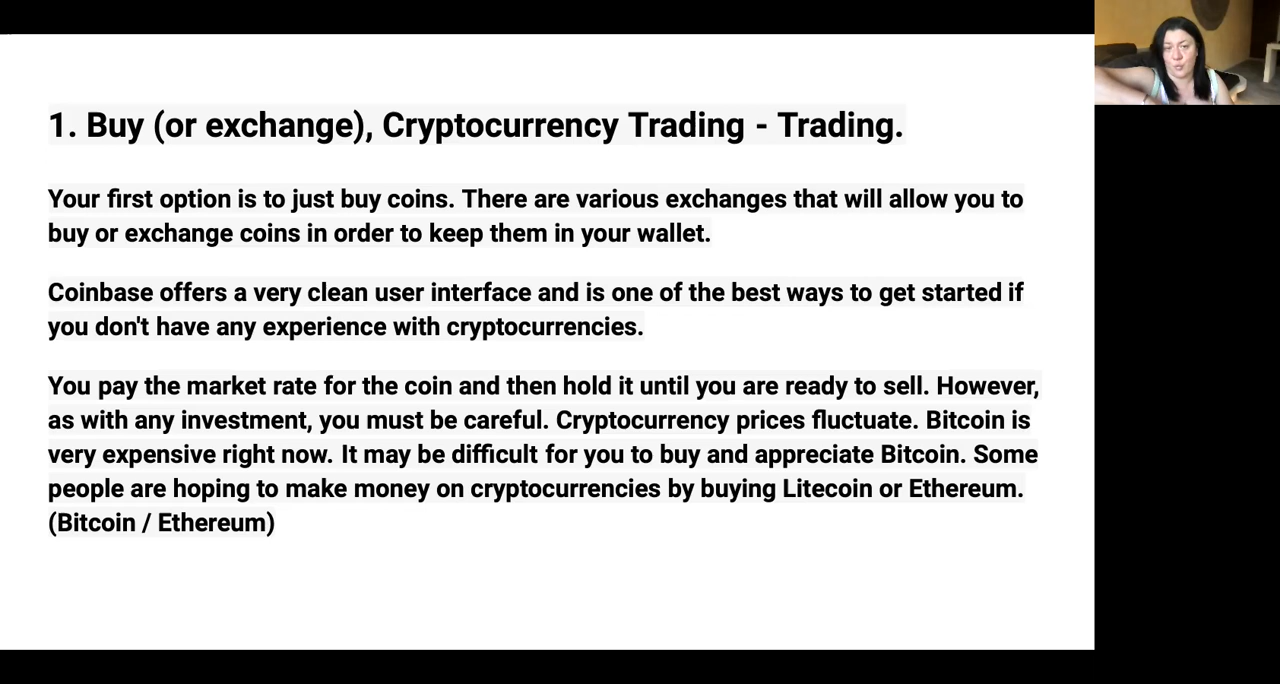 1. Buy (or exchange), Cryptocurrency Trading - Trading.
Your first option is to just buy coins. There are various exchanges that will allow you to
buy or exchange coins in order to keep them in your wallet.
Coinbase offers a very clean user interface and is one of the best ways to get started if
you don't have any experience with cryptocurrencies.
You pay the market rate for the coin and then hold it until you are ready to sell. However,
as with any investment, you must be careful. Cryptocurrency prices fluctuate. Bitcoin is
very expensive right now. It may be difficult for you to buy and appreciate Bitcoin. Some
people are hoping to make money on cryptocurrencies by buying Litecoin or Ethereum.
(Bitcoin / Ethereum)